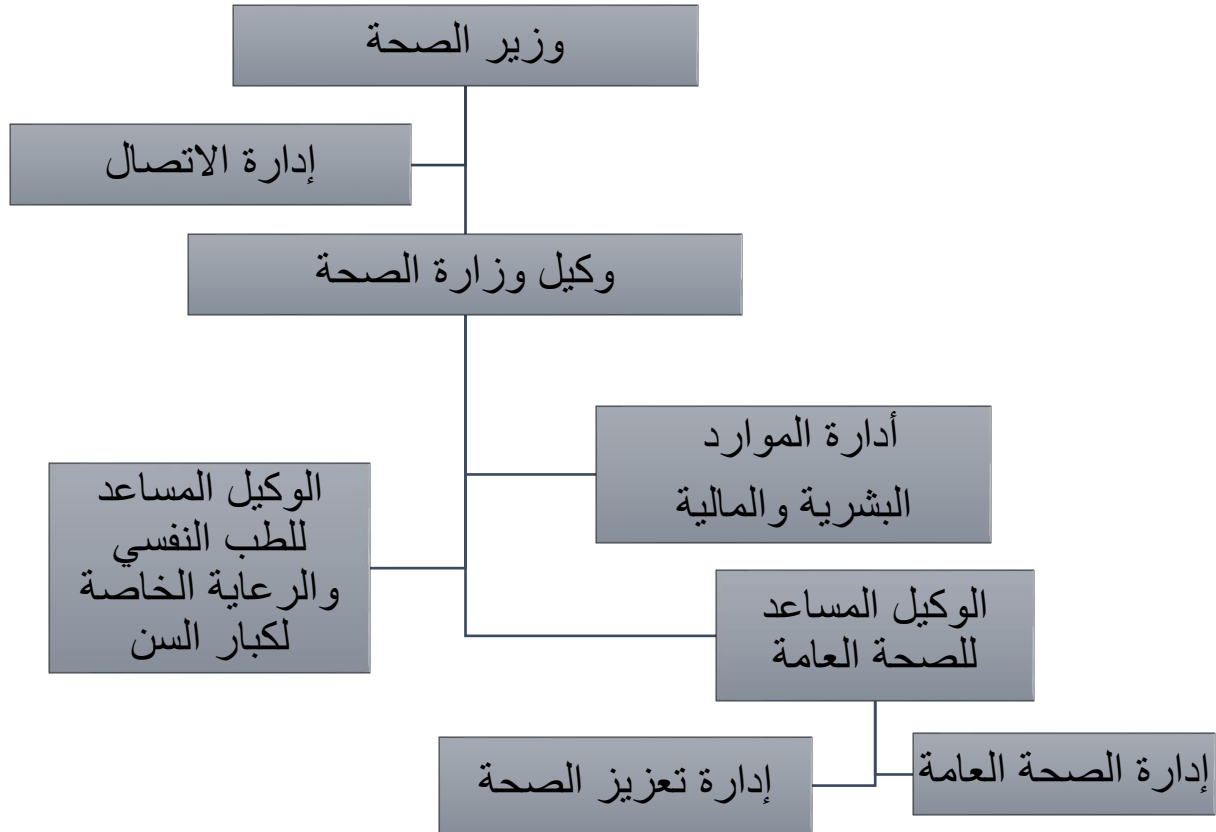 وزير الصحة
إدارة الاتصال
وكيل وزارة الصحة
أدارة الموارد
البشرية والمالية
الوكيل المساعد
للطب النفسي
والرعاية الخاصة
لكبار السن
الوكيل المساعد
للصحة العامة
إدارة الصحة العامة
إدارة تعزيز الصحة